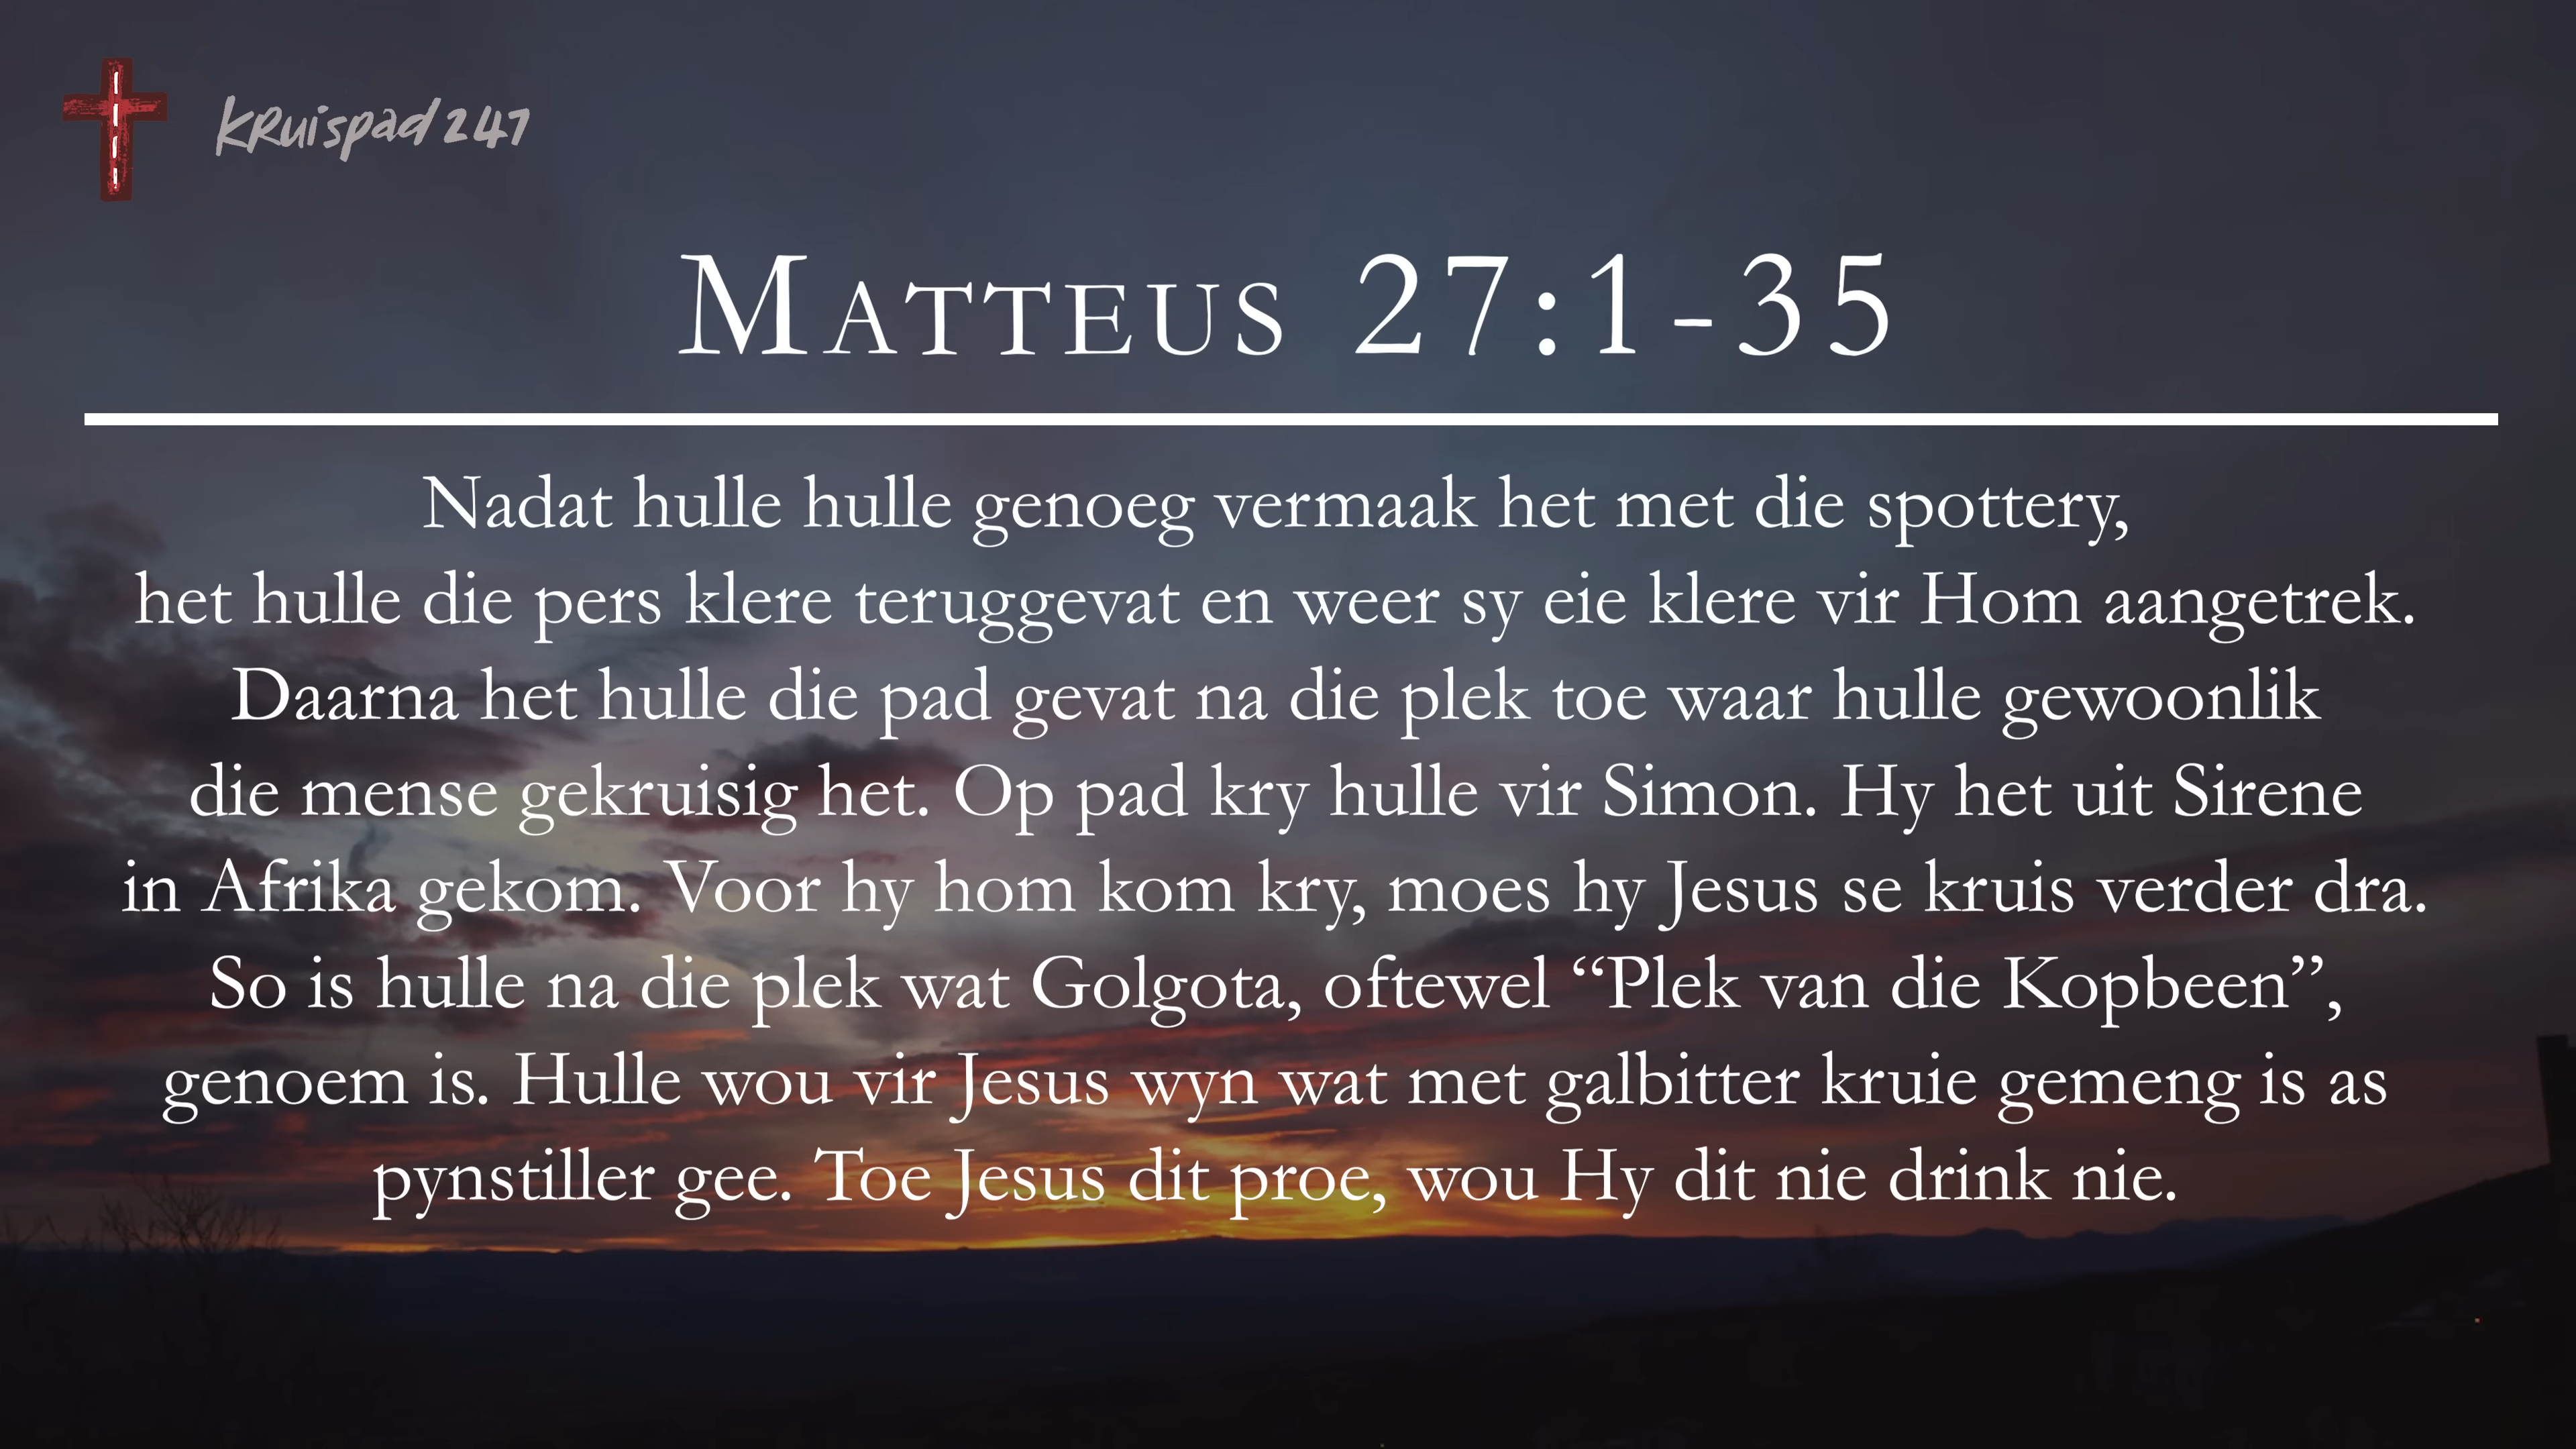 KRuispad 247
Matteus 27:1-35
Nadat hulle hulle genoeg vermaak het met die spottery,
het hulle die pers klere teruggevat en weer sy eie klere vir Hom aangetrek.
Daarna het hulle die pad gevat na die plek toe waar hulle gewoonlik
die mense gekruisig het. Op pad kry hulle vir Simon. Hy het uit Sirene
in Afrika gekom. Voor hy hom kom kry, moes hy Jesus se kruis verder dra.
So is hulle na die plek wat Golgota, oftewel “Plek van die Kopbeen”,
genoem is. Hulle wou vir Jesus wyn wat met galbitter kruie gemeng is as
pynstiller gee. Toe Jesus dit proe, wou Hy dit nie drink nie.